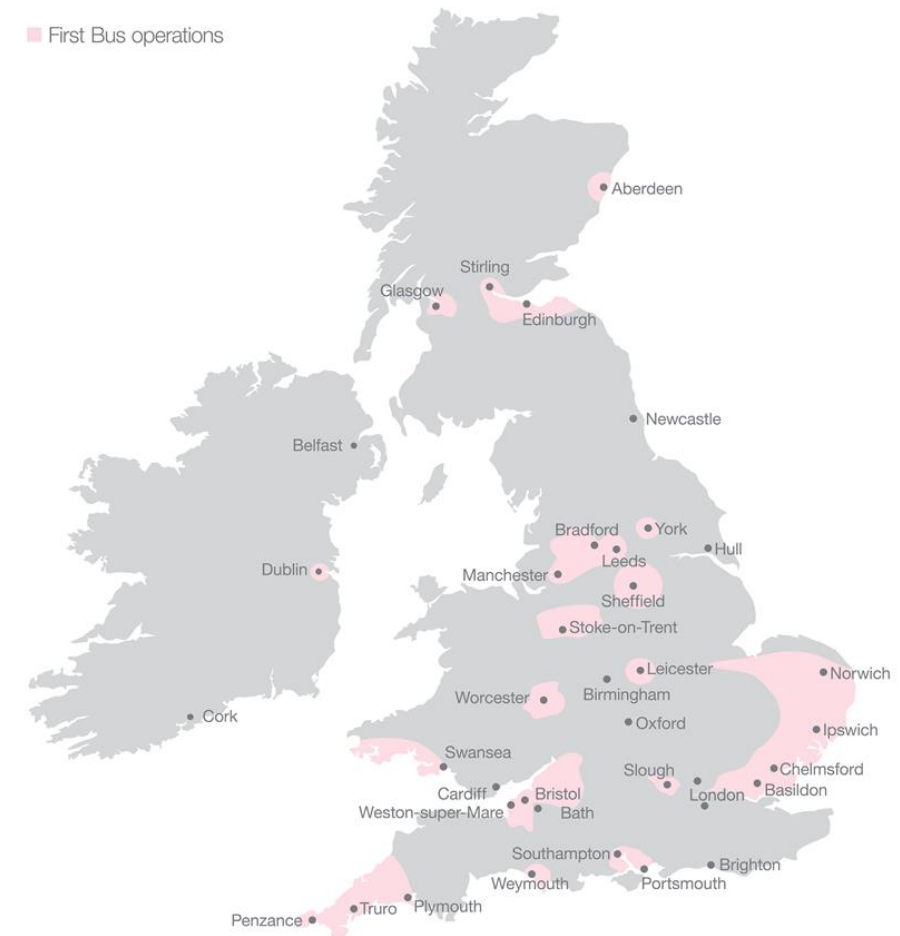 First Bus operations
Aberdeen
Stirling
Glasgow
Edinburgh
Newcastle
Belfast
York
Bradford
Hull
Leeds
Dublin
Manchester
Sheffield
Stoke-on-Trent
Leicester
Norwich
Birmingham
Worcester
Cork
Oxford
Ipswich
Swansea
Slough
Chelmsford
Basildon
Cardiff
Bristol
London
Weston-super-Mare
Bath
Southampton
Brighton
Weymouth
Portsmouth
Plymouth
Truro
Penzance